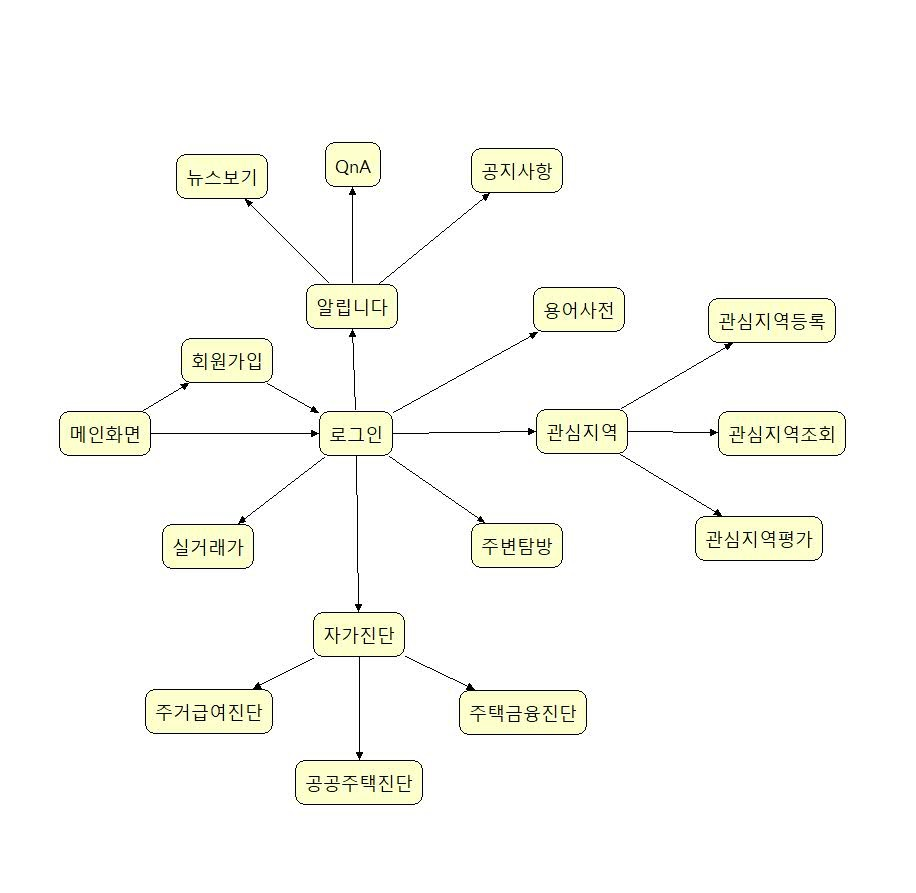 QnA
뉴스보기
공지사항
알립니다
용어사전
관심지역등록
회원가입
메인화면
로그인
관심지역
관심지역조회
실거래가
주변탐방
관심지역평가
자가진단
주거급여진단
주택금융진단
공공주택진단